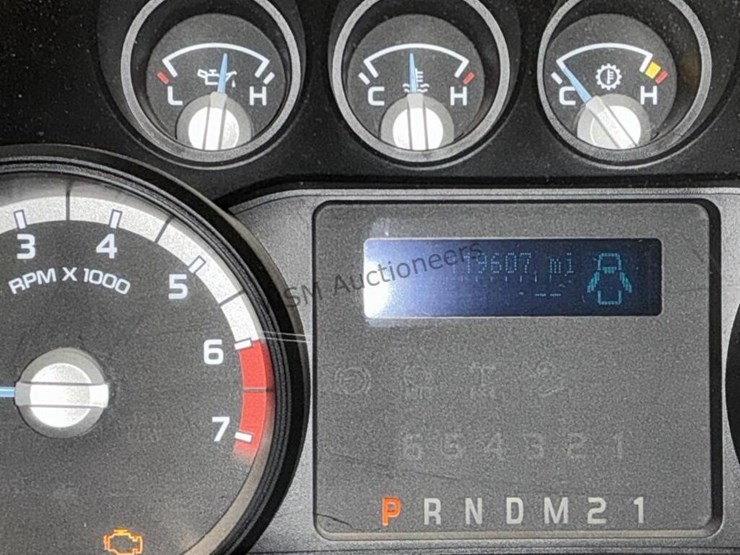 L H
C H
C H
3 4 5 6 7
RPM X 1000
SM Auctioneers
19607 mi
6 5 4 3 2 1
P R N D M 2 1